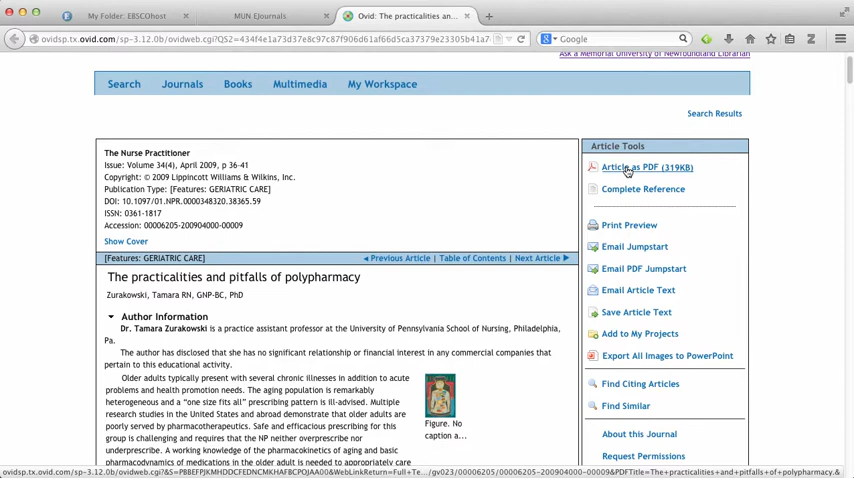 My Folder: EBSCOhost
MUN EJournals
Ovid: The practicalities an...
ovidsp.tx.ovid.com/sp-3.12.0b/ovidweb.cgi?QS2=434f4e1a73d37e8c97c87f906d61af66d5ca37379e23305b41a7
Google
Ask a Memorial University of Newfoundland Librarian
Search Journals Books Multimedia My Workspace
Search Results
The Nurse Practitioner
Issue: Volume 34(4), April 2009, p 36-41
Copyright: © 2009 Lippincott Williams & Wilkins, Inc.
Publication Type: [Features: GERIATRIC CARE]
DOI: 10.1097/01.NPR.0000348320.38365.59
ISSN: 0361-1817
Accession: 00006205-200904000-00009
Show Cover
[Features: GERIATRIC CARE] Previous Article | Table of Contents | Next Article
The practicalities and pitfalls of polypharmacy
Zurakowski, Tamara RN, GNP-BC, PhD
Author Information
Dr. Tamara Zurakowski is a practice assistant professor at the University of Pennsylvania School of Nursing, Philadelphia,
Pa.
The author has disclosed that she has no significant relationship or financial interest in any commercial companies that
pertain to this educational activity.
Older adults typically present with several chronic illnesses in addition to acute
problems and health promotion needs. The aging population is remarkably
heterogeneous and a "one size fits all" prescribing pattern is ill-advised. Multiple
research studies in the United States and abroad demonstrate that older adults are
poorly served by pharmacotherapeutics. Safe and efficacious prescribing for this
group is challenging and requires that the NP neither overprescribe nor
underprescribe. A working knowledge of the pharmacokinetics of aging and basic
pharmacodynamics of medications in the older adult is needed to appropriately care
Figure. No
caption a...
Article Tools
Article as PDF (319KB)
Complete Reference
Print Preview
Email Jumpstart
Email PDF Jumpstart
Email Article Text
Save Article Text
Add to My Projects
Export All Images to PowerPoint
Find Citing Articles
Find Similar
About this Journal
Request Permissions